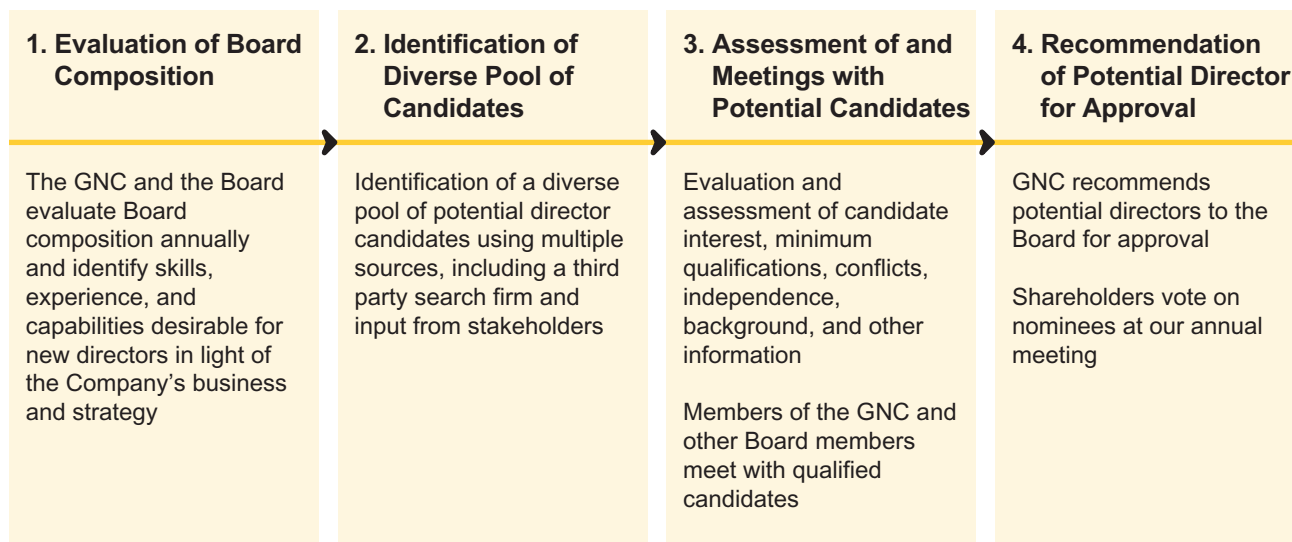 1. Evaluation of Board
Composition
The GNC and the Board
evaluate Board
composition annually
and identify skills,
experience, and
capabilities desirable for
new directors in light of
the Company’s business
and strategy
2. Identification of
Diverse Pool of
Candidates
Identification of a diverse
pool of potential director
candidates using multiple
sources, including a third
party search firm and
input from stakeholders
3. Assessment of and
Meetings with
Potential Candidates
Evaluation and
assessment of candidate
interest, minimum
qualifications, conflicts,
independence,
background, and other
information
Members of the GNC and
other Board members
meet with qualified
candidates
4. Recommendation
of Potential Director
for Approval
GNC recommends
potential directors to the
Board for approval
Shareholders vote on
nominees at our annual
meeting